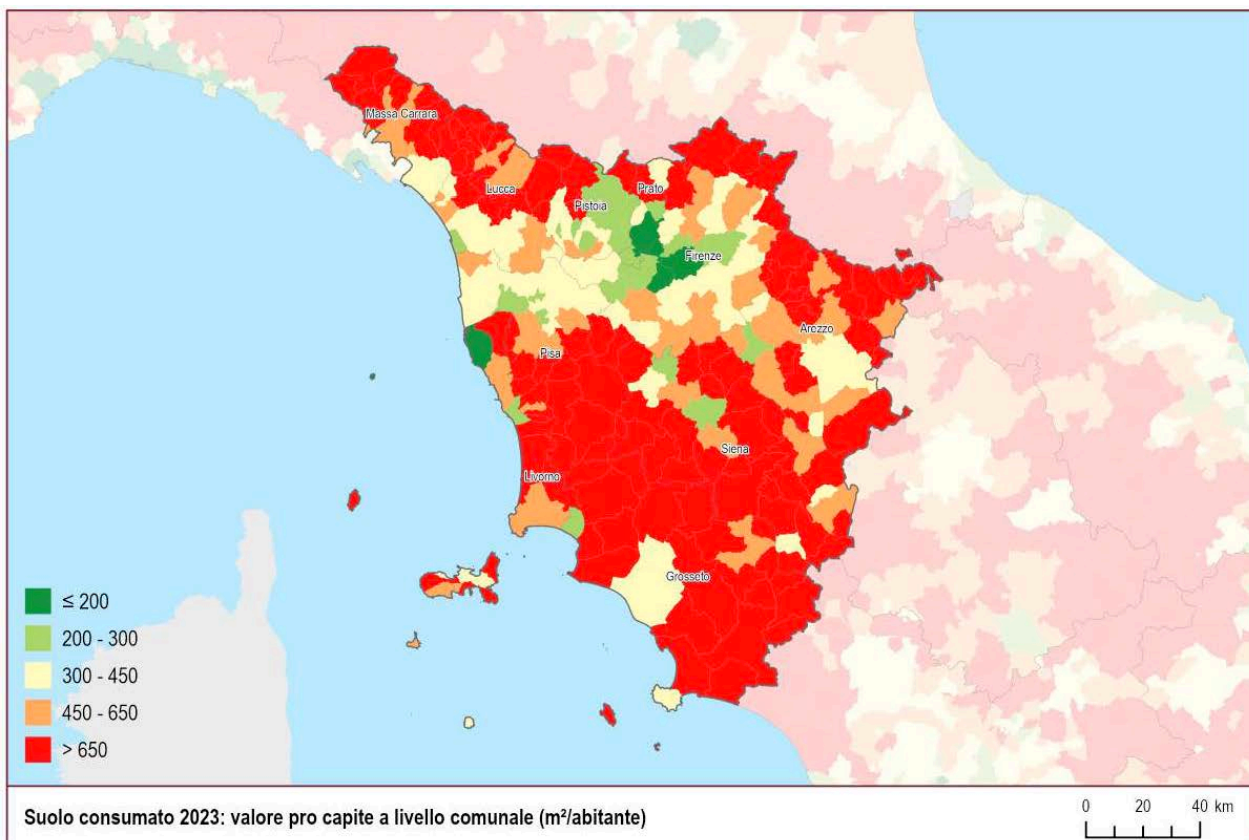 Massa Carrara
Lucca
Pistoia
Prato
Firenze
Pisa
Arezzo
Siena
Livorno
Grosseto
≤ 200
200 - 300
300 - 450
450 - 650
> 650
Suolo consumato 2023: valore pro capite a livello comunale (m²/abitante)
0 20 40 km